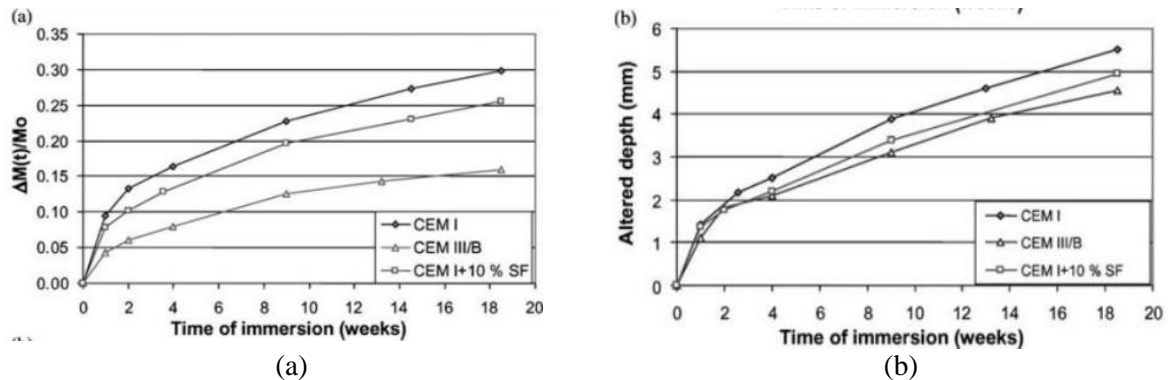 (a)
ΔM(t)/Mo
0.35
0.30
0.25
0.20
0.15
0.10
0.05
0.00
CEM I
CEM III/B
CEM I+10 % SF
0 2 4 6 8 10 12 14 16 18 20
Time of immersion (weeks)
(a)
(b)
Altered depth (mm)
6
5
4
3
2
1
0
CEM I
CEM III/B
CEM I+10 % SF
0 2 4 6 8 10 12 14 16 18 20
Time of immersion (weeks)
(b)